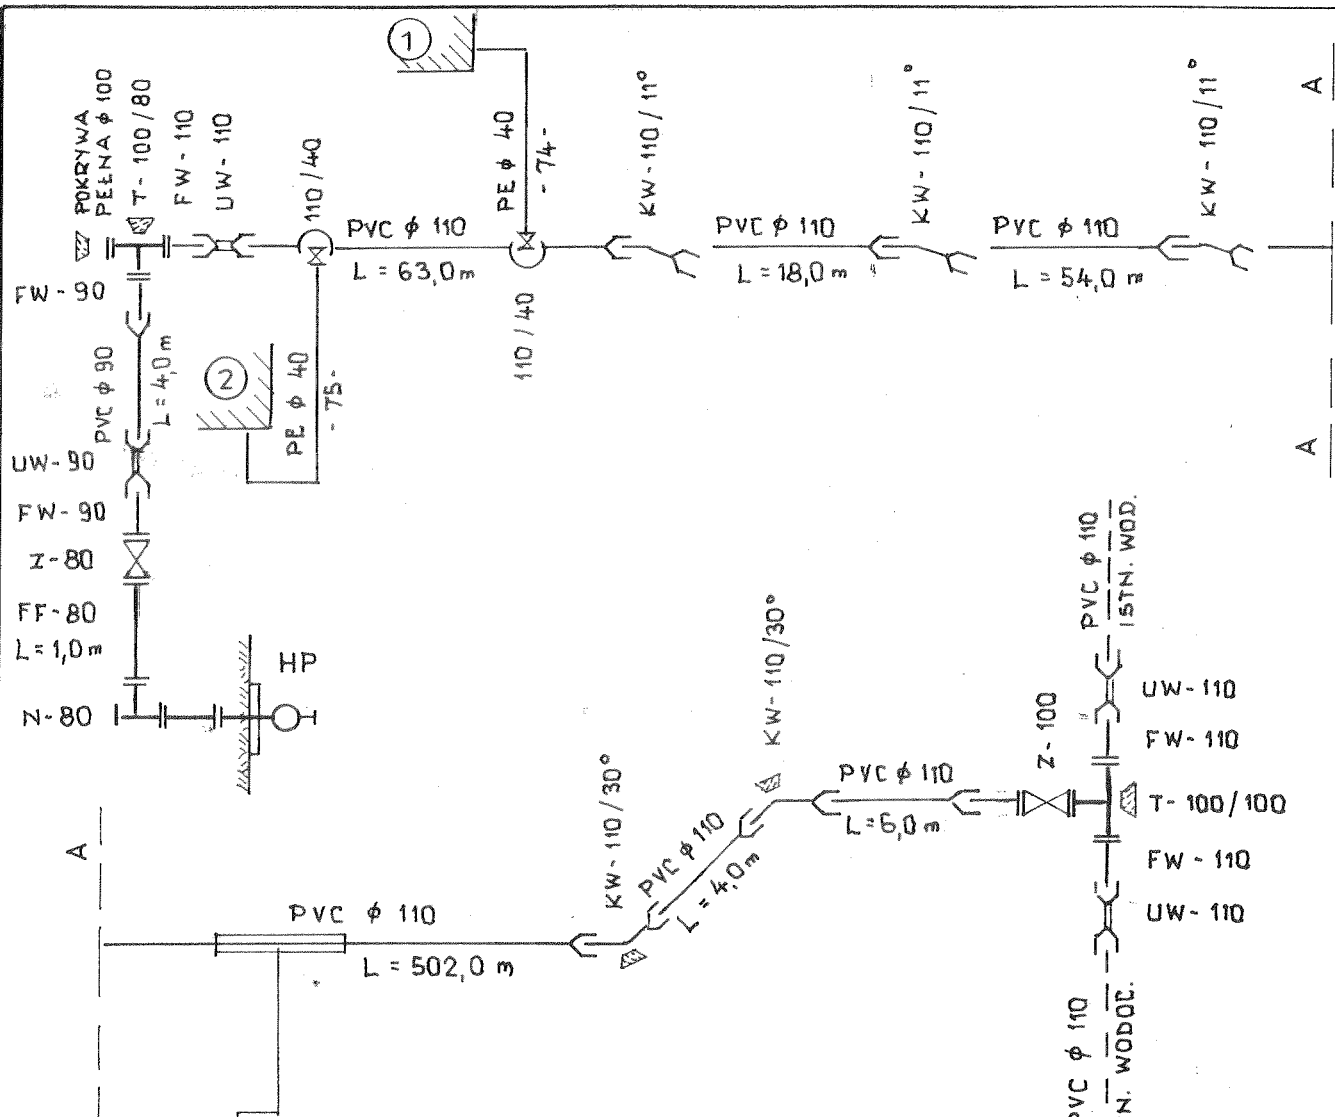 1
POKRYWA
PEŁNA ϕ 100
T-100/80
FW-110
UW-110
110/40
PE ϕ 40
-74-
KW-110/11°
KW-110/11°
KW-110/11°
A
PVC ϕ 110
L = 63,0 m
PVC ϕ 110
L = 18,0 m
PVC ϕ 110
L = 54,0 m
FW-90
110/40
PVC ϕ 90
L = 4,0 m
2
PE ϕ 40
-75-
A
UW-90
FW-90
Z-80
FF-80
L = 1,0 m
N-80
HP
PVC ϕ 110
ISTN. WOD.
UW-110
FW-110
KW-110/30°
Z-100
PVC ϕ 110
T-100/100
A
KW-110/30°
PVC ϕ 110
L = 4,0 m
FW-110
UW-110
PVC ϕ 110
L = 502,0 m
PVC ϕ 110
N. WODOC.